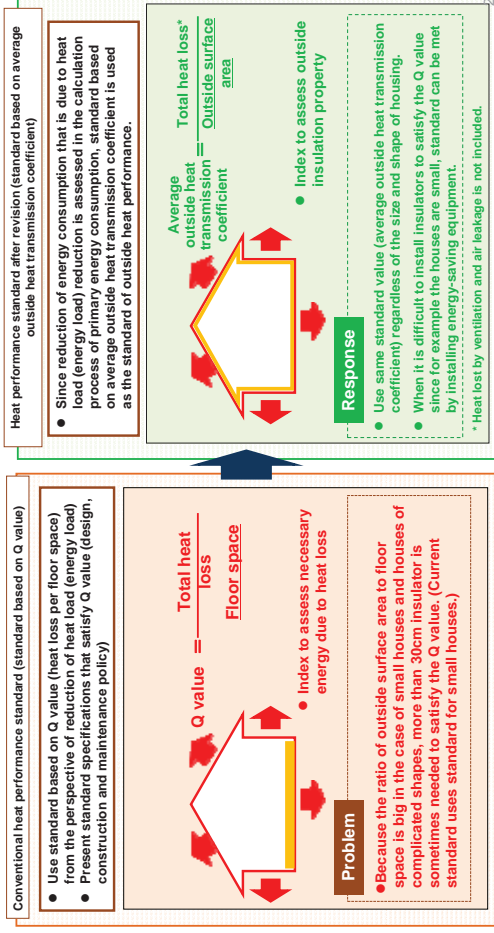 Conventional heat performance standard (standard based on Q value)
● Use standard based on Q value (heat loss per floor space)
from the perspective of reduction of heat load (energy load)
● Present standard specifications that satisfy Q value (design,
construction and maintenance policy)
Q value =
Total heat
loss
Floor space
● Index to assess necessary
energy due to heat loss
Problem
●Because the ratio of outside surface area to floor
space is big in the case of small houses and houses of
complicated shapes, more than 30cm insulator is
sometimes needed to satisfy the Q value. (Current
standard uses standard for small houses.)
Heat performance standard after revision (standard based on average
outside heat transmission coefficient)
● Since reduction of energy consumption that is due to heat
load (energy load) reduction is assessed in the calculation
process of primary energy consumption, standard based
on average outside heat transmission coefficient is used
as the standard of outside heat performance.
Average
outside heat
transmission
coefficient
=
Total heat loss*
Outside surface
area
● Index to assess outside
insulation property
Response
● Use same standard value (average outside heat transmission
coefficient) regardless of the size and shape of housing.
● When it is difficult to install insulators to satisfy the Q value
since for example the houses are small, standard can be met
by installing energy-saving equipment.
* Heat lost by ventilation and air leakage is not included.